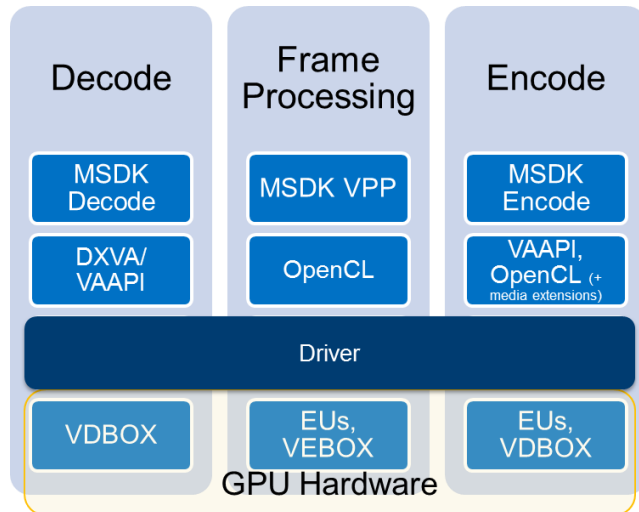 Decode
Frame
Processing
Encode
MSDK
Decode
MSDK VPP
MSDK
Encode
DXVA/
VAAPI
OpenCL
VAAPI,
OpenCL (+
media extensions)
Driver
VDBOX
EUs,
VEBOX
EUs,
VDBOX
GPU Hardware